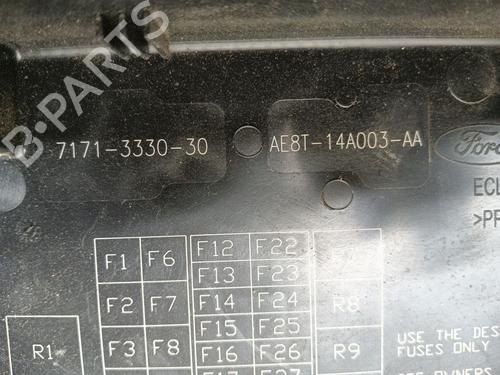 7171-3330-30
AE8T-14A003-AA
Ford
ECL
>PP
F1 F6
F2 F7
F3 F8
F12 F22
F13 F23
F14 F24
F15 F25
F16 F26
R8
R9
R1
USE THE DES
FUSES ONLY
B-PARTS